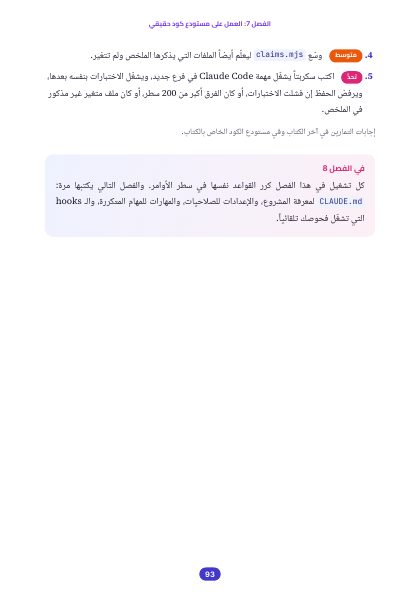 الفصل 7: العمل على مستودع كود حقيقي
4. متوسط وسّع claims.mjs ليعلّم أيضاً الملفات التي يذكرها الملخص ولم تتغير.
5. تحدٍّ اكتب سكربتاً يشغّل مهمة Claude Code في فرع جديد، ويشغّل الاختبارات بنفسه بعدها،
ويرفض الحفظ إن فشلت الاختبارات، أو كان الفرق أكبر من 200 سطر، أو كان ملف متغير غير مذكور
في الملخص.
إجابات التمارين في آخر الكتاب وفي مستودع الكود الخاص بالكتاب.
في الفصل 8
كل تشغيل في هذا الفصل كرر القواعد نفسها في سطر الأوامر. والفصل التالي يكتبها مرة:
CLAUDE.md لمعرفة المشروع، والإعدادات للصلاحيات، والمهارات للمهام المتكررة، والـ hooks
التي تشغّل فحوصك تلقائياً.
93